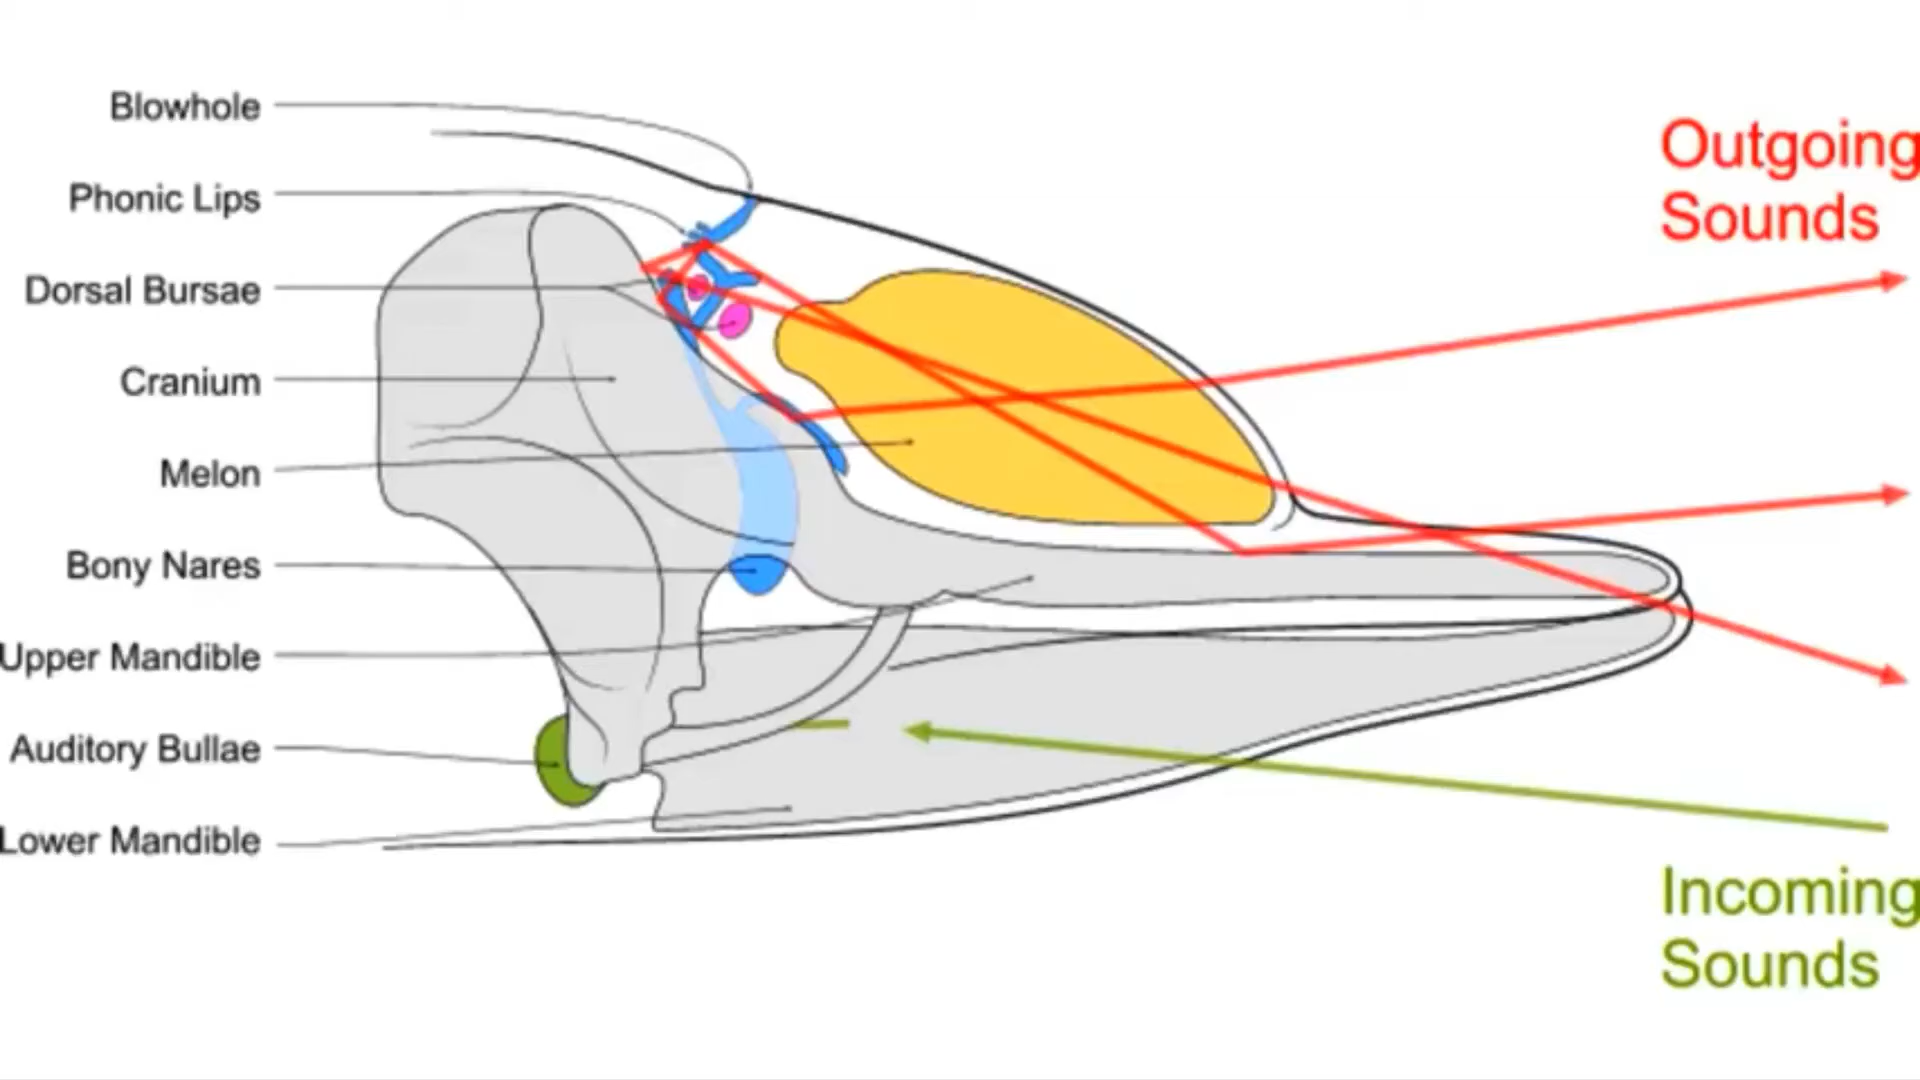 Blowhole
Phonic Lips
Dorsal Bursae
Cranium
Melon
Bony Nares
Upper Mandible
Auditory Bullae
Lower Mandible
Outgoing
Sounds
Incoming
Sounds